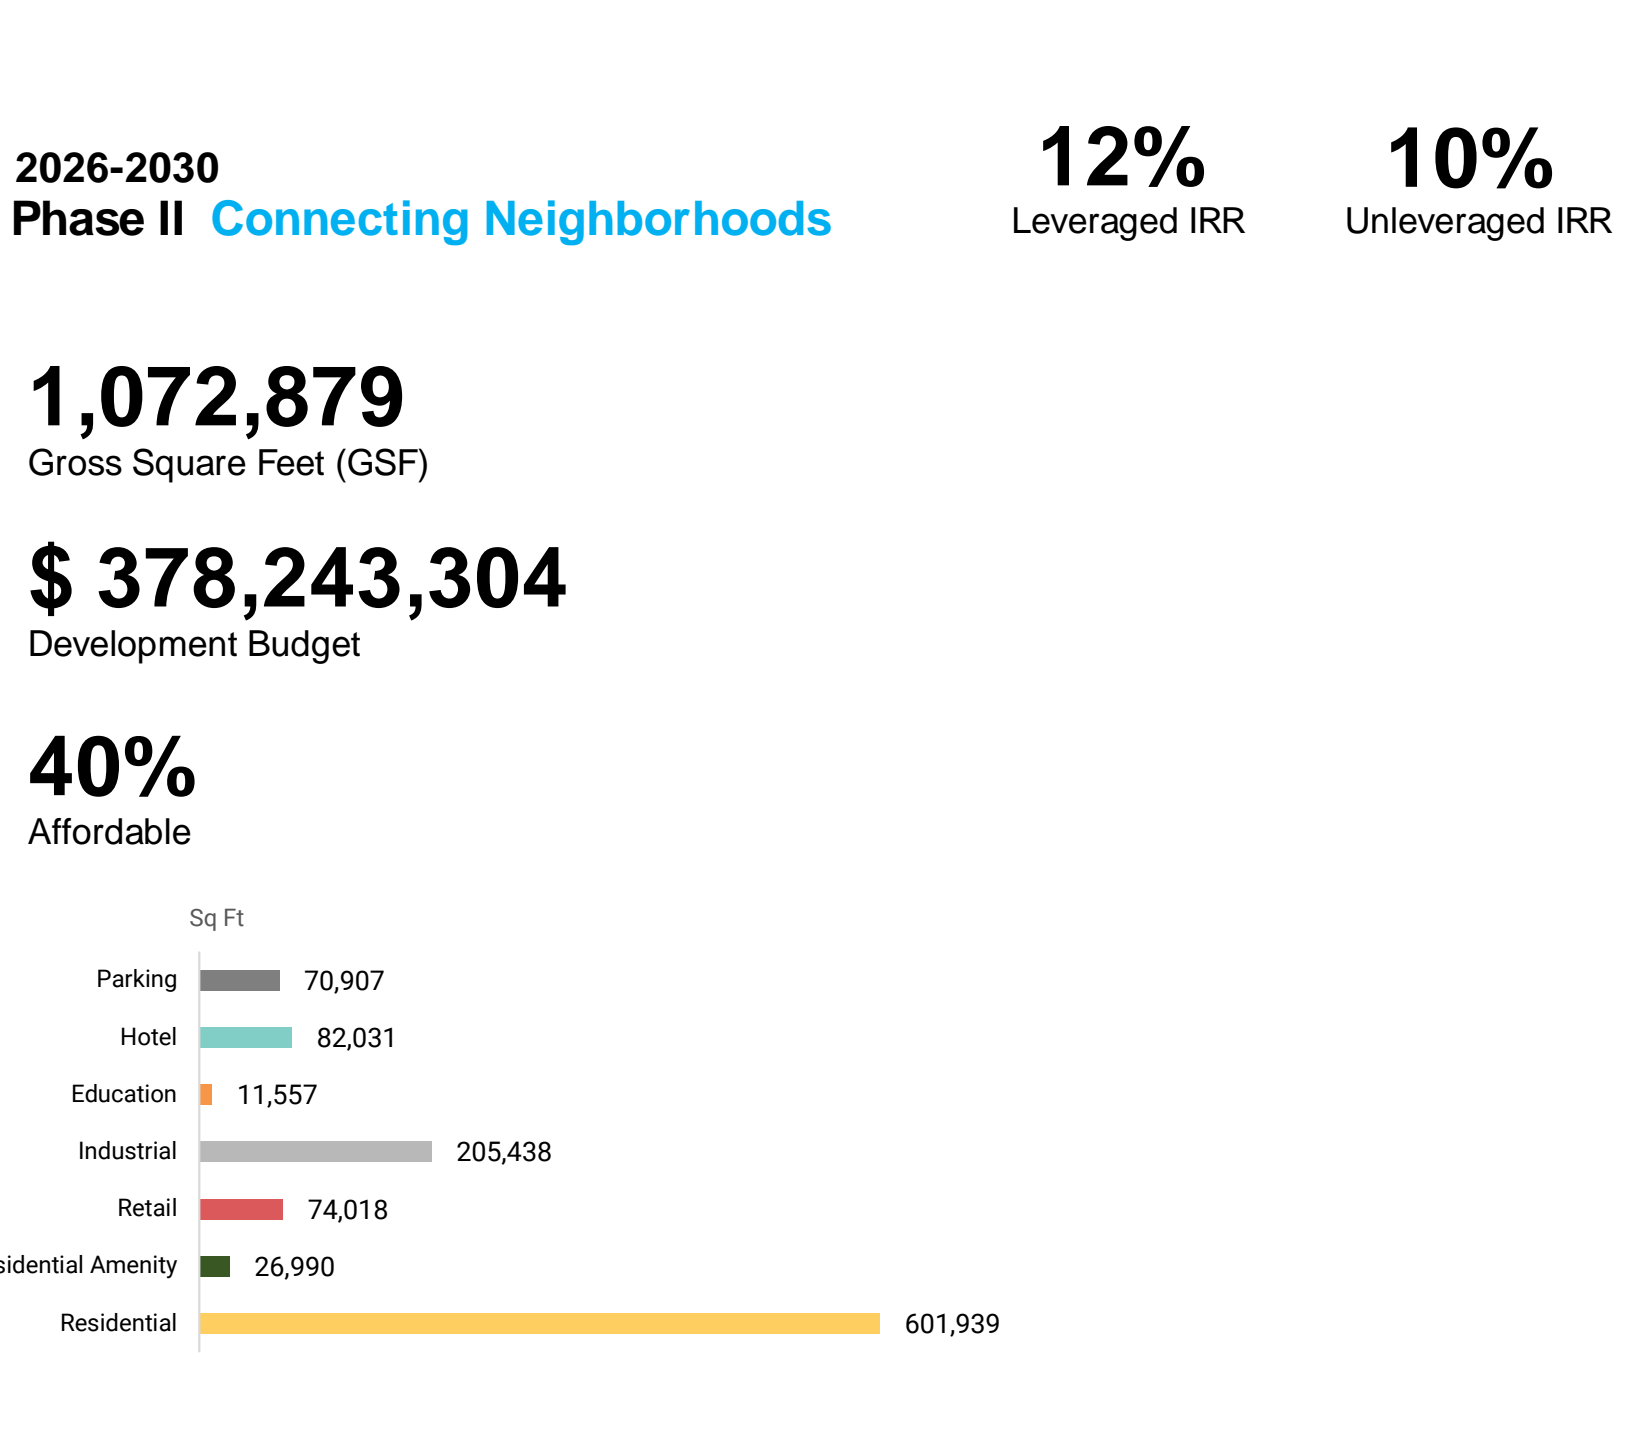 2026-2030
Phase II Connecting Neighborhoods
12%
Leveraged IRR
10%
Unleveraged IRR
1,072,879
Gross Square Feet (GSF)
$ 378,243,304
Development Budget
40%
Affordable
Sq Ft
Parking 70,907
Hotel 82,031
Education 11,557
Industrial 205,438
Retail 74,018
Amenity 26,990
Residential 601,939